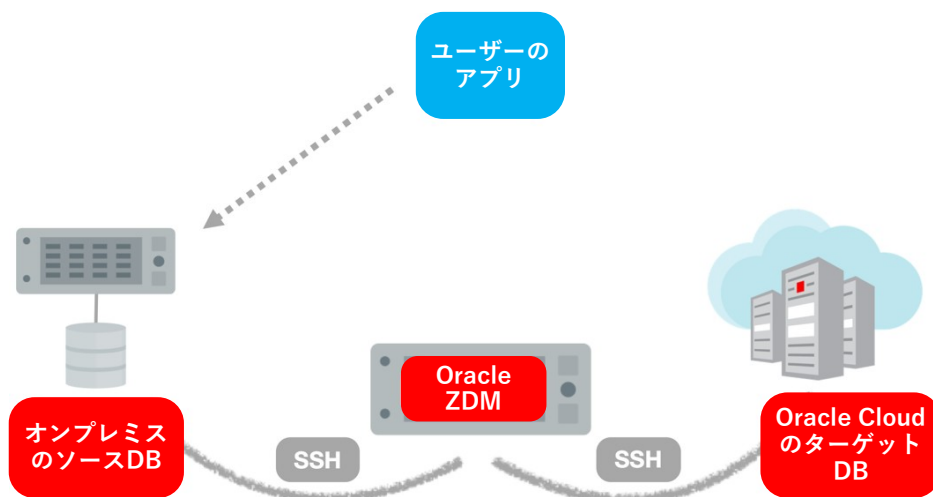 ユーザーの
アプリ
Oracle
ZDM
オンプレミス
のソースDB
SSH
SSH
Oracle Cloud
のターゲット
DB